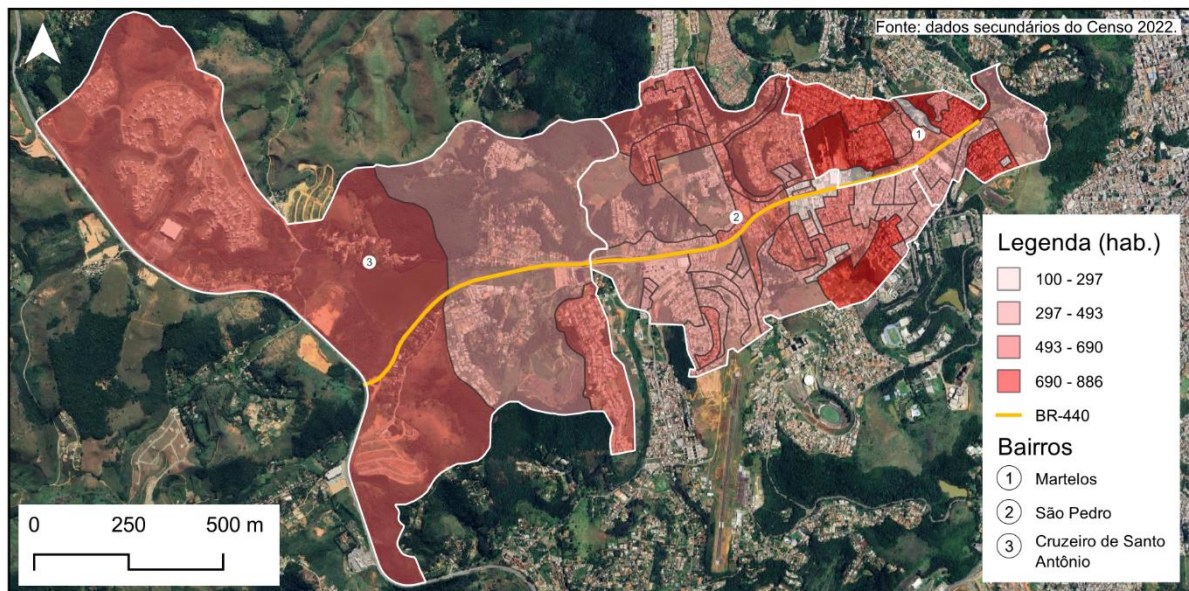 Fonte: dados secundários do Censo 2022.
1
2
3
Legenda (hab.)
100 - 297
297 - 493
493 - 690
690 - 886
BR-440
Bairros
1 Martelos
2 São Pedro
3 Cruzeiro de Santo
Antônio
0 250 500 m